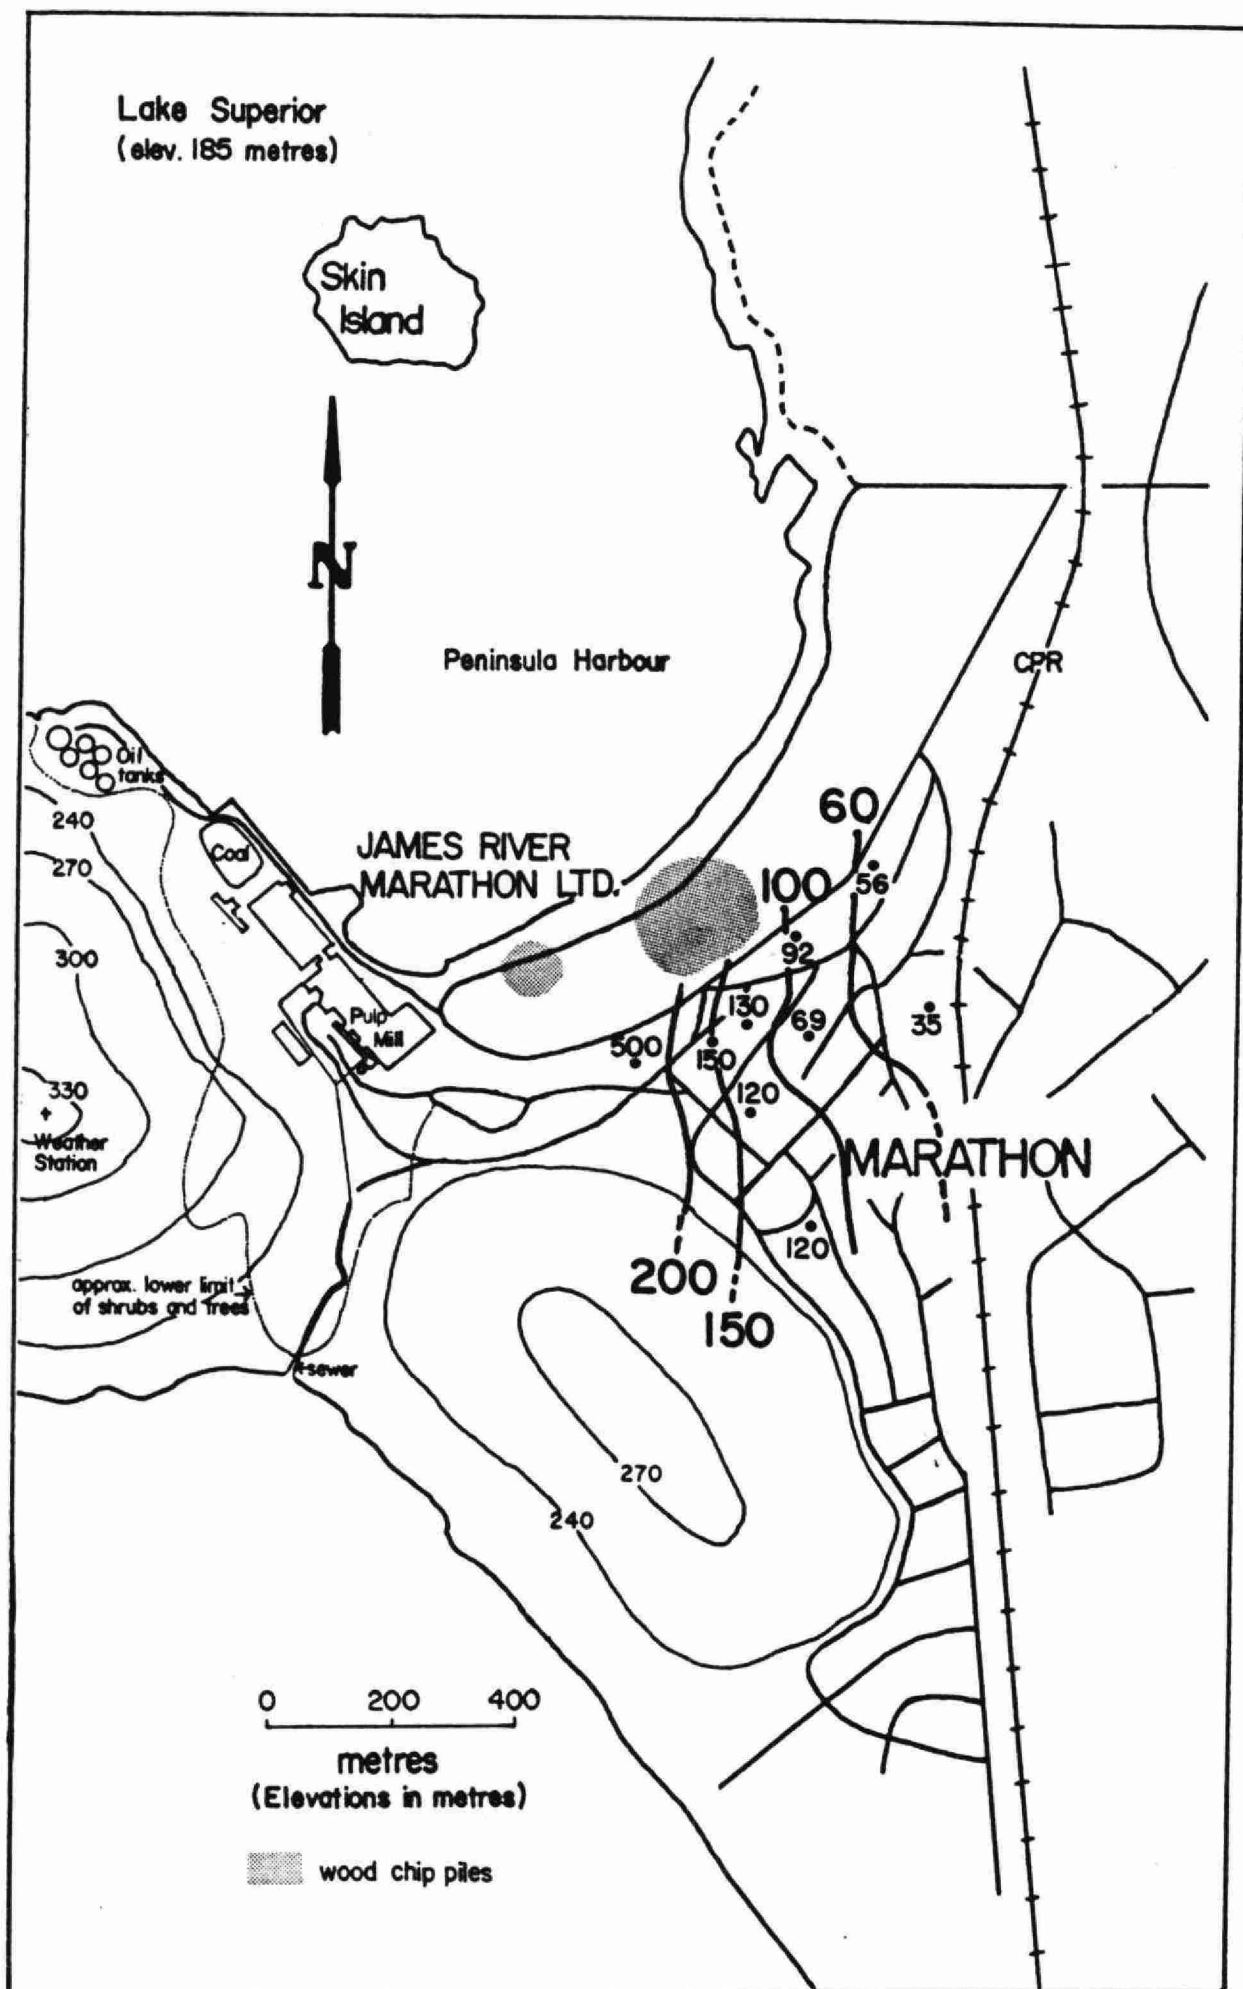 Lake Superior
(elev. 185 metres)
Skin
Island
N
Peninsula Harbour
CPR
Oil
tanks
240
270
300
330
Coal
JAMES RIVER
MARATHON LTD.
60
100
56
92
Pulp
Mill
500
130
150
69
35
120
Weather
Station
MARATHON
120
200
150
approx. lower limit
of shrubs and trees
sewer
270
240
0 200 400
metres
(Elevations in metres)
wood chip piles